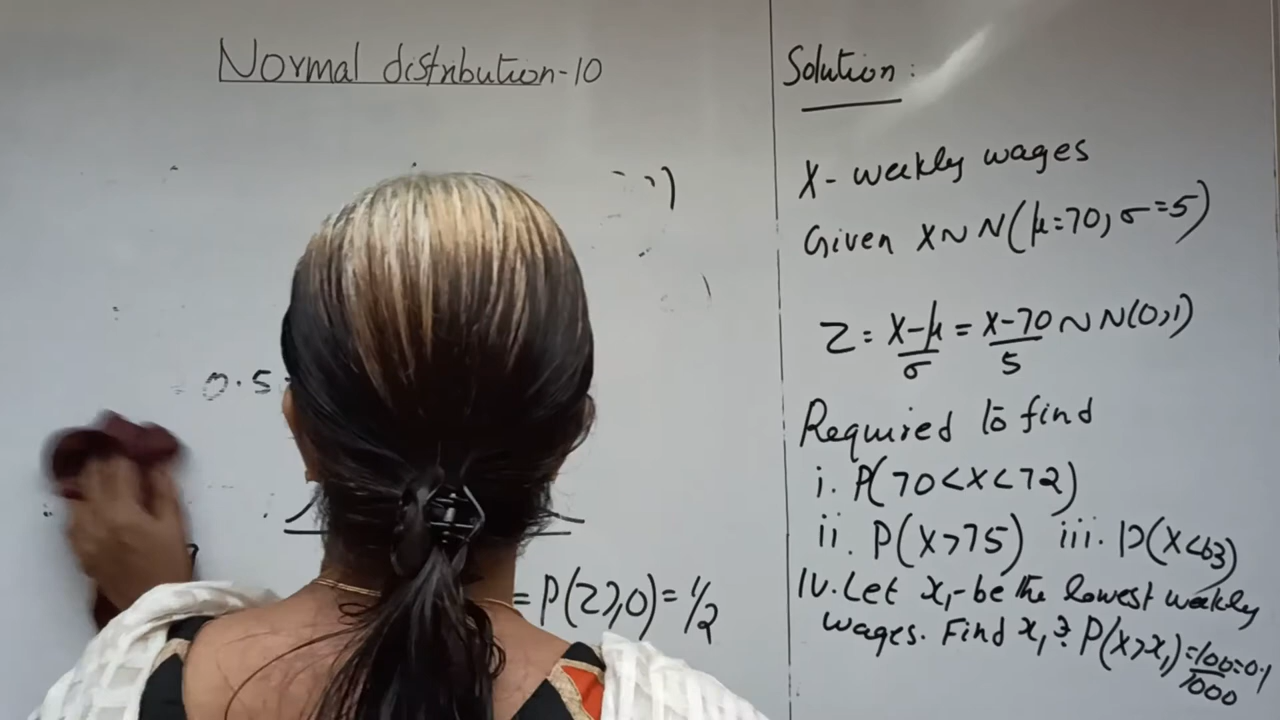 Normal distribution-10
0.5
= P(Z≥0) = 1/2
Solution:
X - weekly wages
Given X ~ N(μ=70, σ=5)
Z = X-μ/σ = X-70/5 ~ N(0,1)
Required to find
i. P(70<X<72)
ii. P(X>75) iii. P(X<63)
iv. Let x₁ - be the lowest weekly
wages. Find x₁ ∋ P(X>x₁) = 100/1000 = 0.1